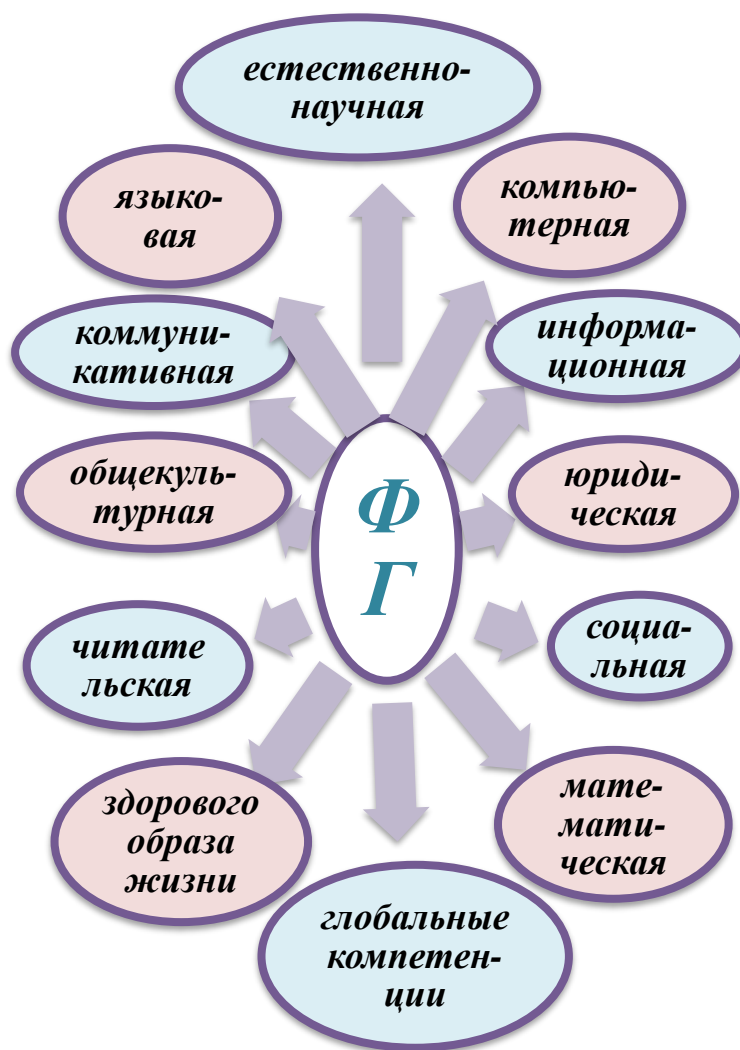 естественно-
научная
языко-
вая
компью-
терная
коммуни-
кативная
информа-
ционная
общекуль-
турная
юриди-
ческая
Ф
Г
читате
льская
социа-
льная
здорового
образа
жизни
мате-
мати-
ческая
глобальные
компетен-
ции